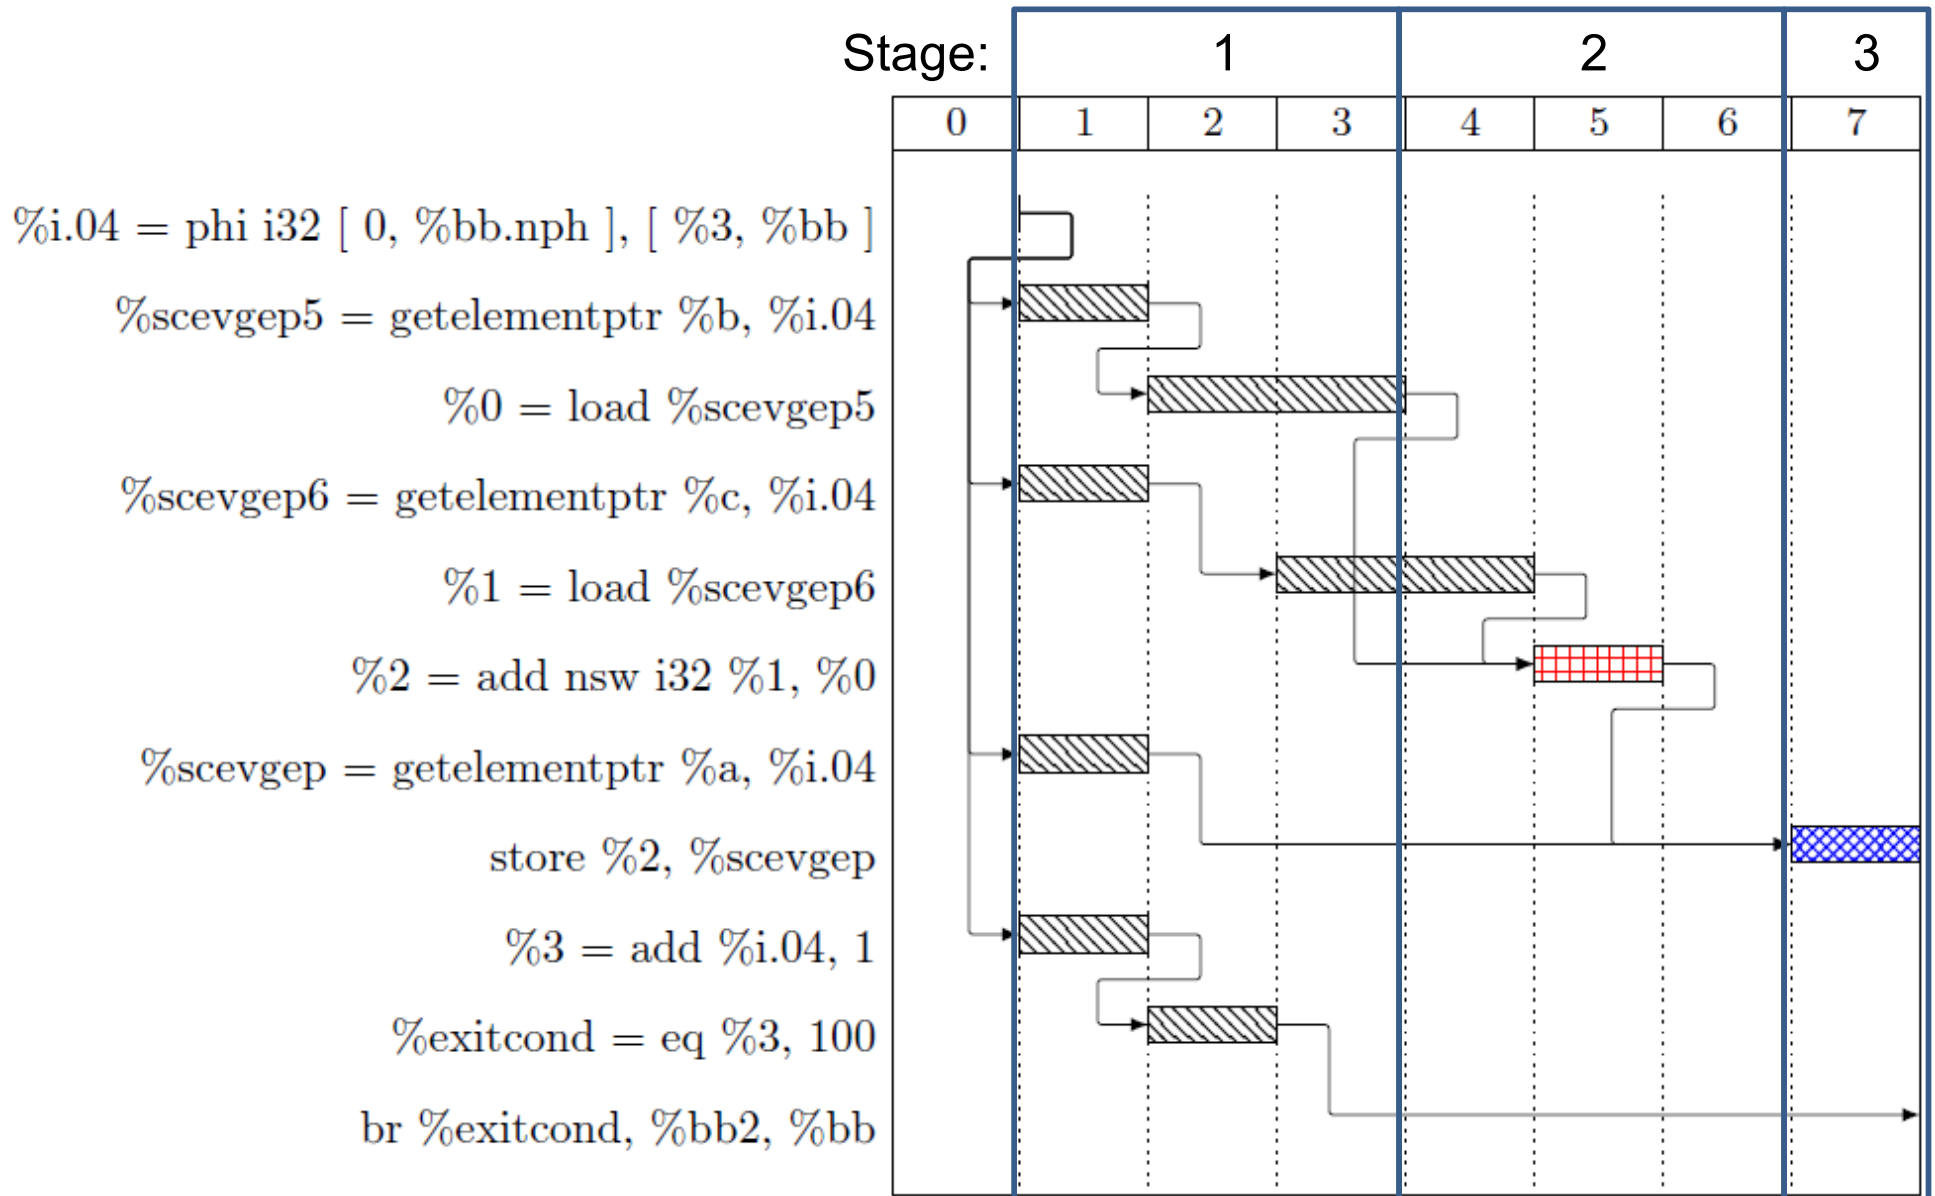 Stage: 1 2 3
0 1 2 3 4 5 6 7
%i.04 = phi i32 [ 0, %bb.nph ], [ %3, %bb ]
%scevgep5 = getelementptr %b, %i.04
%0 = load %scevgep5
%scevgep6 = getelementptr %c, %i.04
%1 = load %scevgep6
%2 = add nsw i32 %1, %0
%scevgep = getelementptr %a, %i.04
store %2, %scevgep
%3 = add %i.04, 1
%exitcond = eq %3, 100
br %exitcond, %bb2, %bb